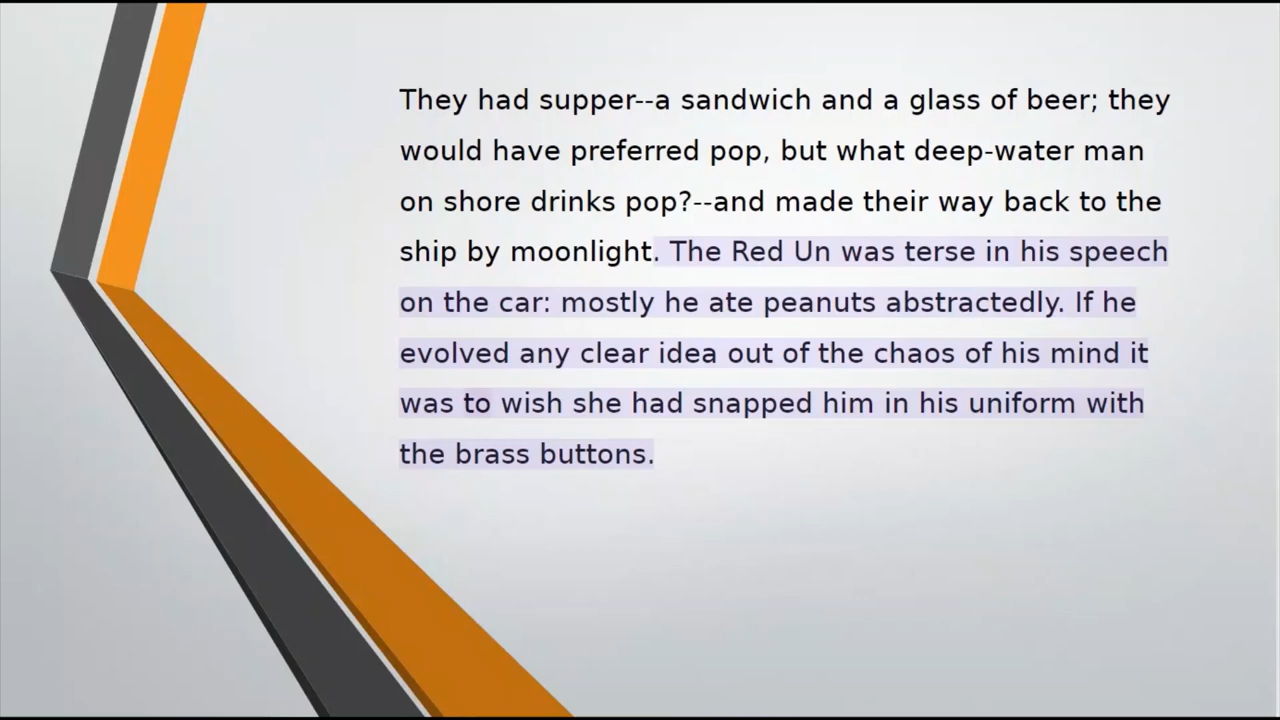 They had supper--a sandwich and a glass of beer; they
would have preferred pop, but what deep-water man
on shore drinks pop?--and made their way back to the
ship by moonlight. The Red Un was terse in his speech
on the car: mostly he ate peanuts abstractedly. If he
evolved any clear idea out of the chaos of his mind it
was to wish she had snapped him in his uniform with
the brass buttons.